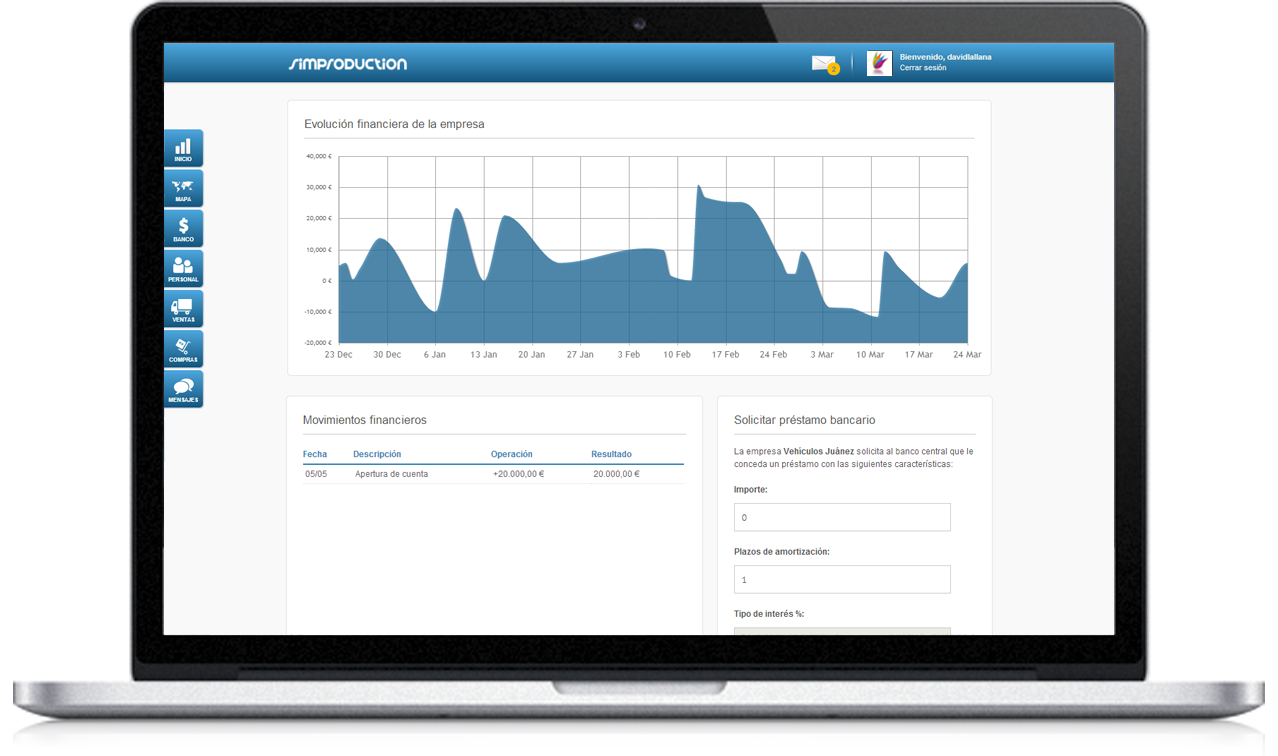 SIMPRODUCTION
2
Bienvenido, davidlallana
Cerrar sesión
INICIO
MAPA
BANCO
PERSONAL
VENTAS
COMPRAS
MENSAJES
Evolución financiera de la empresa
40,000 €
30,000 €
20,000 €
10,000 €
0 €
-10,000 €
-20,000 €
23 Dec 30 Dec 6 Jan 13 Jan 20 Jan 27 Jan 3 Feb 10 Feb 17 Feb 24 Feb 3 Mar 10 Mar 17 Mar 24 Mar
Movimientos financieros
Fecha Descripción Operación Resultado
05/05 Apertura de cuenta +20.000,00 € 20.000,00 €
Solicitar préstamo bancario
La empresa Vehículos Juánez solicita al banco central que le
conceda un préstamo con las siguientes características:
Importe:
0
Plazos de amortización:
1
Tipo de interés %: